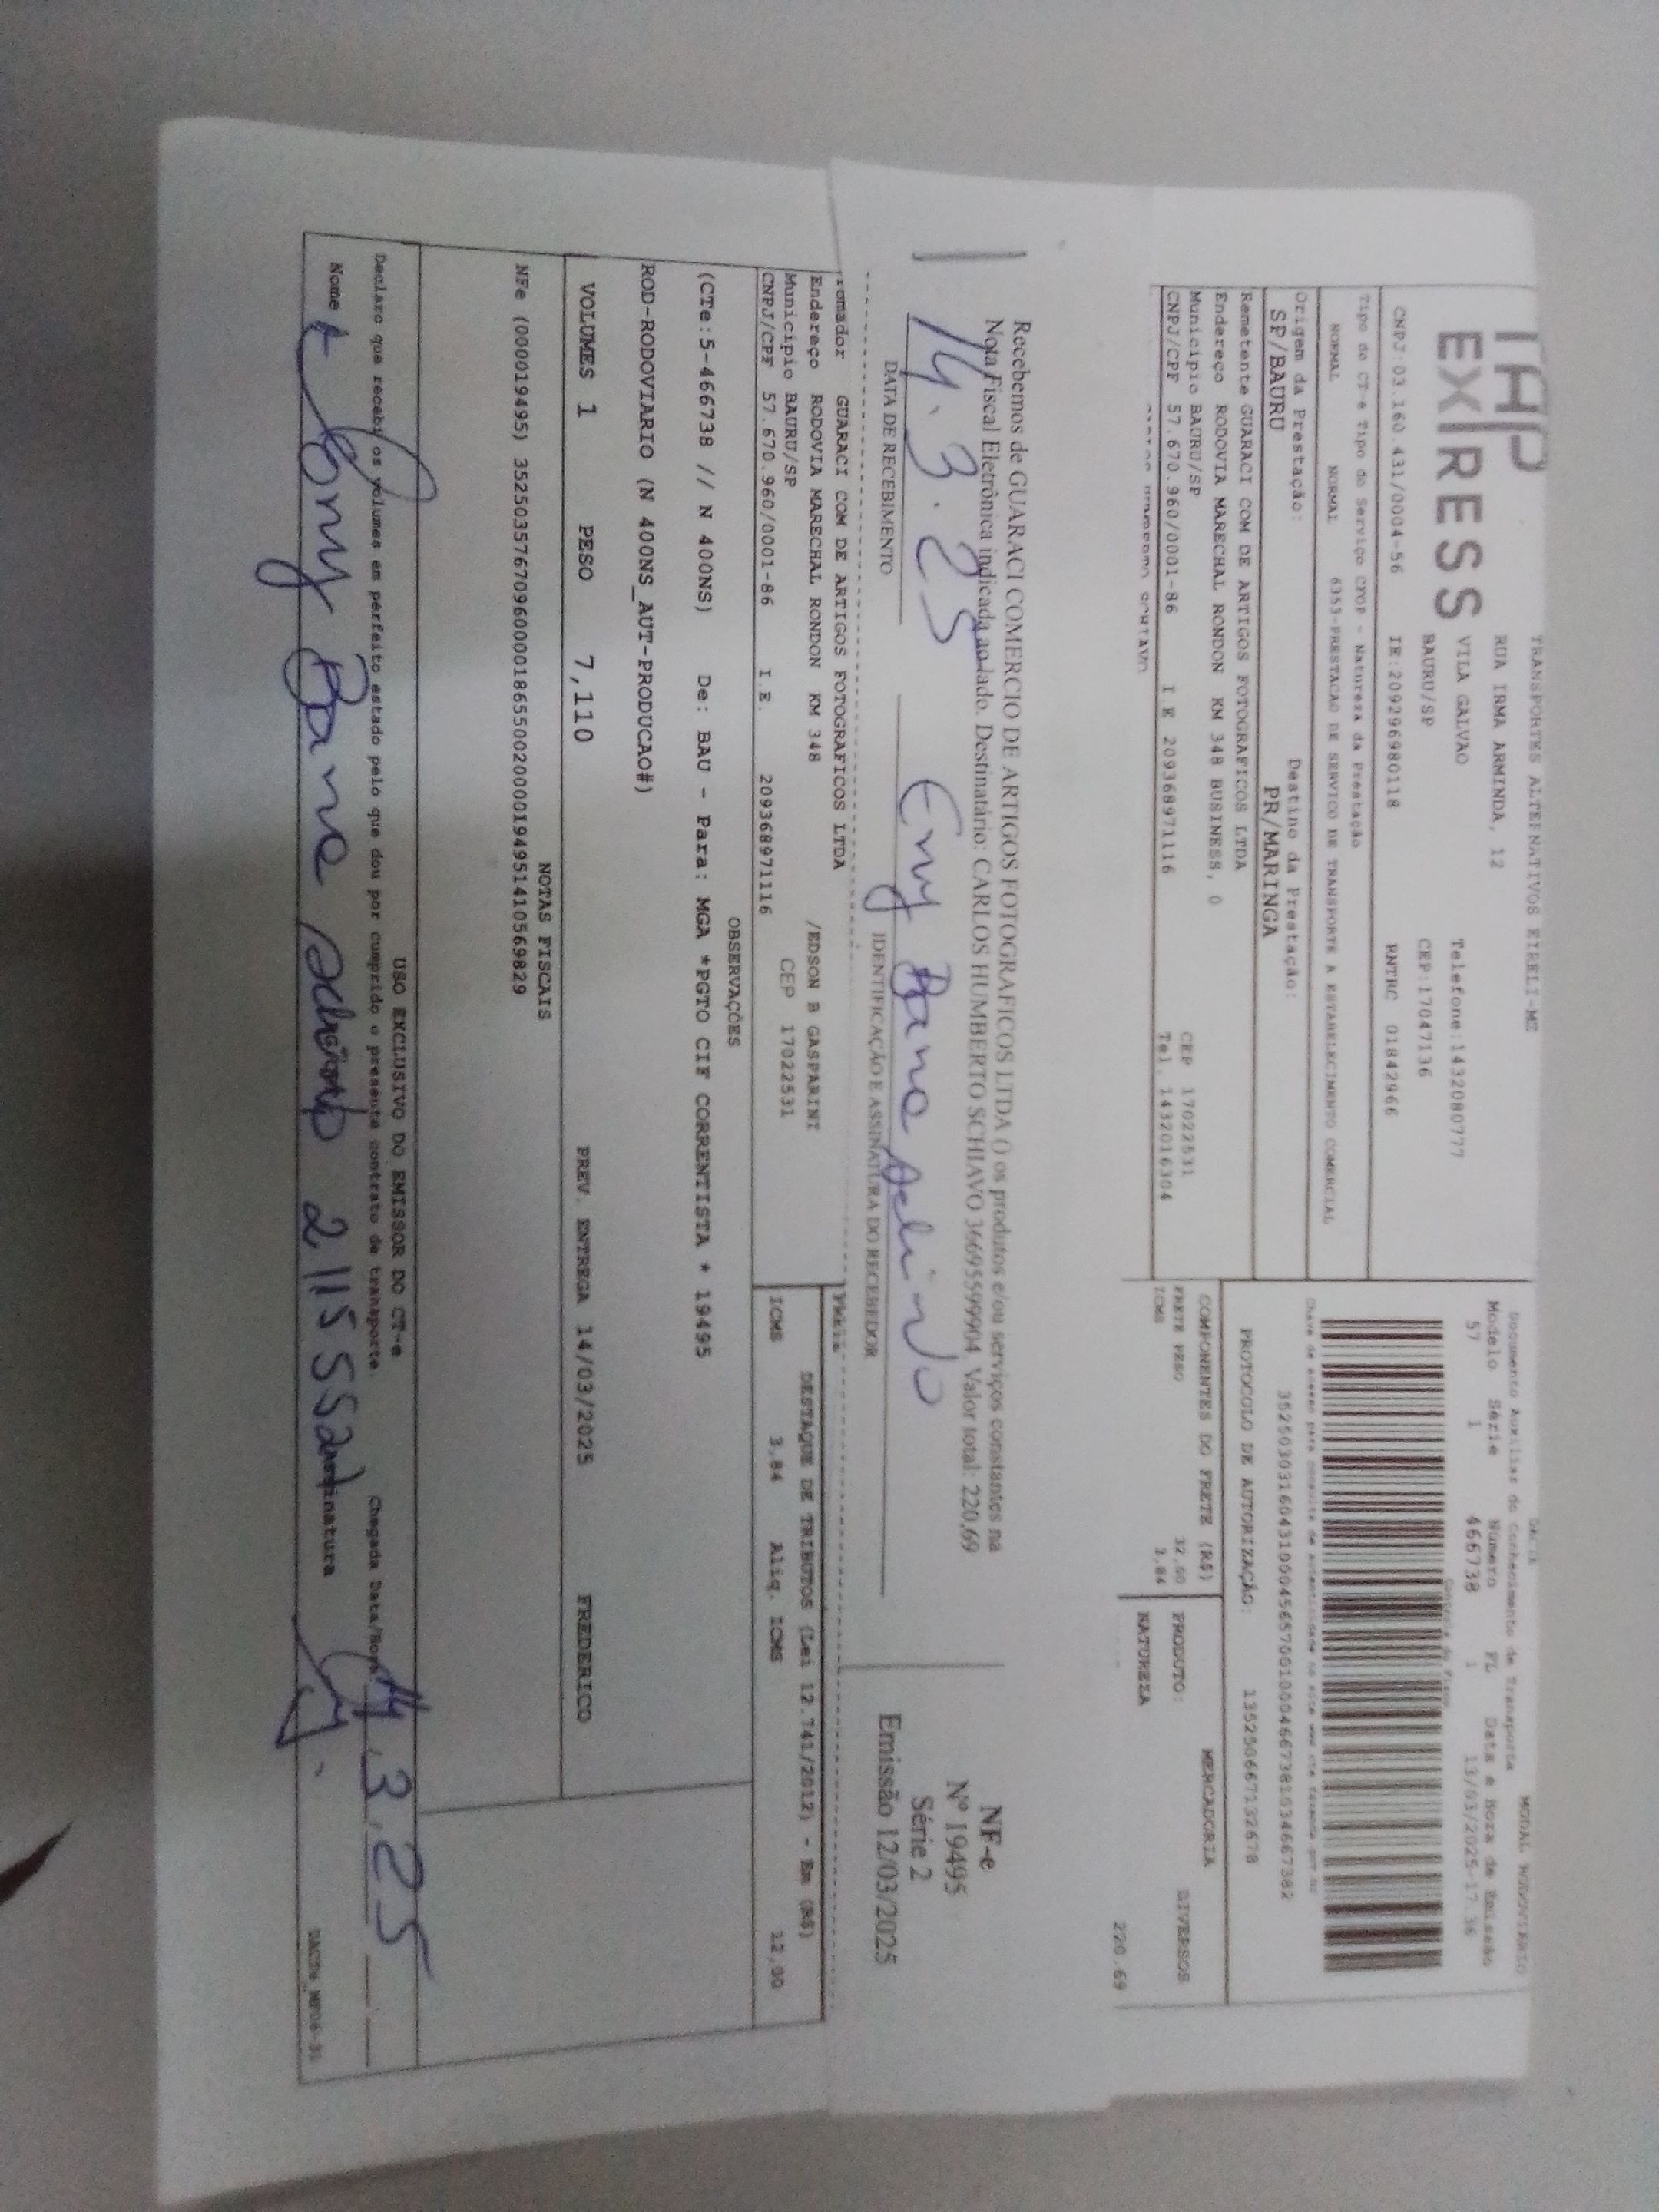 TAP
EXPRESS
TRANSPORTES ALTERNATIVOS EIRELI-ME
RUA IRMA ARMINDA, 12
VILA GALVAO Telefone:1432080777
BAURU/SP CEP:17047136
CNPJ:03.160.431/0004-56 IE:209296980118 RNTRC 01842966
Tipo do CT-e Tipo do Serviço CFOP - Natureza da Prestação
NORMAL NORMAL 6353-PRESTACAO DE SERVICO DE TRANSPORTE A ESTABELECIMENTO COMERCIAL
Origem da Prestação: Destino da Prestação:
SP/BAURU PR/MARINGA
Remetente GUARACI COM DE ARTIGOS FOTOGRAFICOS LTDA
Endereço RODOVIA MARECHAL RONDON KM 348 BUSINESS, 0
Município BAURU/SP CEP 17022531
CNPJ/CPF 57.670.960/0001-86 I.E 209368971116 Tel. 1432016304
MODAL RODOVIÁRIO
Documento Auxiliar do Conhecimento de Transporte
Modelo Série Número FL Data e Hora de Emissão
57 1 466738 1 13/03/2025-17:36
PROTOCOLO DE AUTORIZAÇÃO: 135250667132678
COMPONENTES DO FRETE (R$) MERCADORIA
FRETE PESO 32,00 PRODUTO: DIVERSOS
ICMS 3,84 NATUREZA
220,69
Recebemos de GUARACI COMERCIO DE ARTIGOS FOTOGRAFICOS LTDA () os produtos e/ou serviços constantes na
Nota Fiscal Eletrônica indicada ao lado. Destinatário: CARLOS HUMBERTO SCHIAVO 36695599904. Valor total: 220,69
14.3.25
DATA DE RECEBIMENTO IDENTIFICAÇÃO E ASSINATURA DO RECEBEDOR
NF-e
Nº 19495
Série 2
Emissão 12/03/2025
Tomador GUARACI COM DE ARTIGOS FOTOGRAFICOS LTDA
Endereço RODOVIA MARECHAL RONDON KM 348 /EDSON B GASPARINI
Município BAURU/SP CEP 17022531
CNPJ/CPF 57.670.960/0001-86 I.E. 209368971116
DESTAQUE DE TRIBUTOS (Lei 12.741/2012) - Em (R$)
ICMS 3,84 Aliq. ICMS 12,00
OBSERVAÇÕES
(CTe:5-466738 // N 400NS) De: BAU - Para: MGA *PGTO CIF CORRENTISTA * 19495
ROD-RODOVIARIO (N 400NS_AUT-PRODUCAO#)
VOLUMES 1 PESO 7,110 PREV. ENTREGA 14/03/2025 FREDERICO
NOTAS FISCAIS
NFe (000019495) 35250357670960000186550020000194951410569829
USO EXCLUSIVO DO EMISSOR DO CT-e
Declaro que recebi os volumes em perfeito estado pelo que dou por cumprido o presente contrato de transporte. Chegada Data/Hora 14.3.25
Nome Assinatura